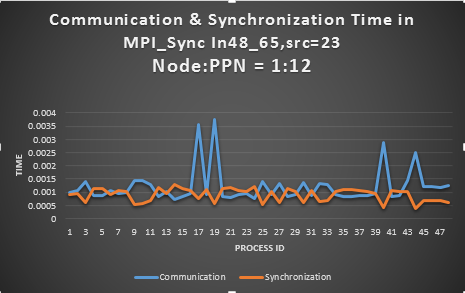 Communication & Synchronization Time in
MPI_Sync In48_65,src=23
Node:PPN = 1:12
0.004
0.0035
0.003
0.0025
0.002
0.0015
0.001
0.0005
0
TIME
1 3 5 7 9 11 13 15 17 19 21 23 25 27 29 31 33 35 37 39 41 43 45 47
PROCESS ID
Communication Synchronization